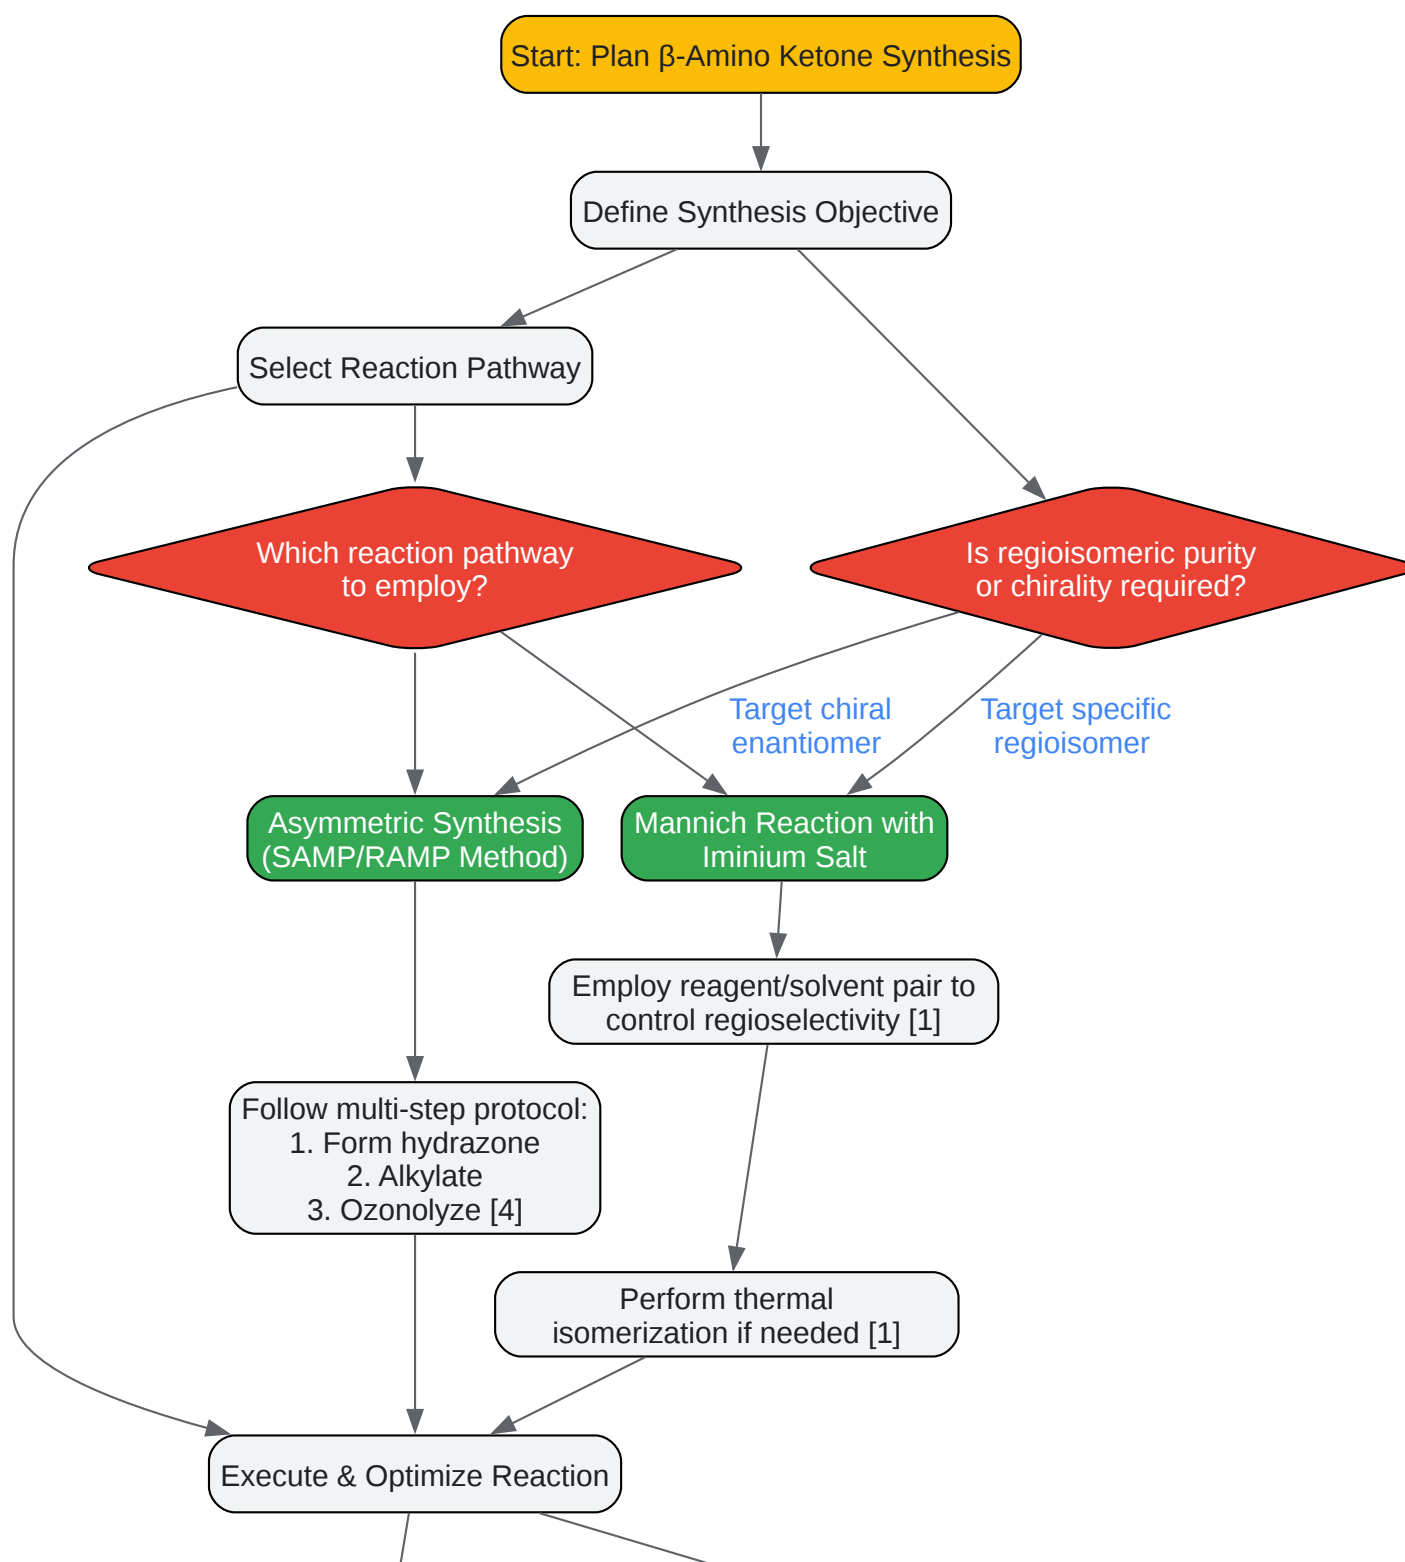 Start: Plan β-Amino Ketone Synthesis
Define Synthesis Objective
Select Reaction Pathway
Which reaction pathway
to employ?
Is regioisomeric purity
or chirality required?
Target chiral
enantiomer
Target specific
regioisomer
Asymmetric Synthesis
(SAMP/RAMP Method)
Mannich Reaction with
Iminium Salt
Employ reagent/solvent pair to
control regioselectivity [1]
Follow multi-step protocol:
1. Form hydrazone
2. Alkylate
3. Ozonolyze [4]
Perform thermal
isomerization if needed [1]
Execute & Optimize Reaction